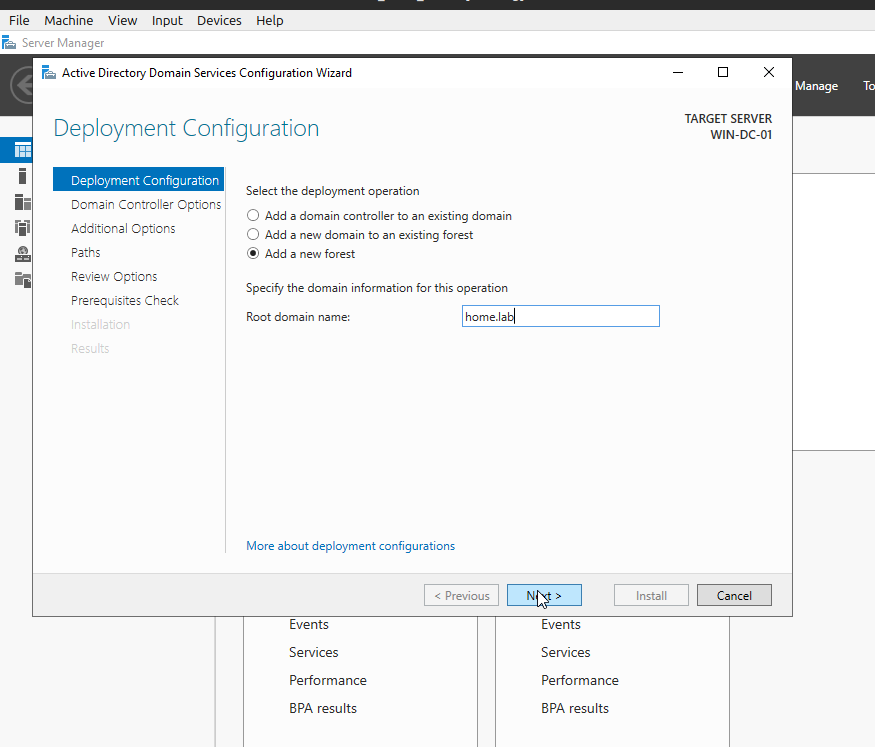 File Machine View Input Devices Help
Server Manager
Active Directory Domain Services Configuration Wizard
Manage
Deployment Configuration
TARGET SERVER
WIN-DC-01
Deployment Configuration
Domain Controller Options
Additional Options
Paths
Review Options
Prerequisites Check
Installation
Results
Select the deployment operation
Add a domain controller to an existing domain
Add a new domain to an existing forest
Add a new forest
Specify the domain information for this operation
Root domain name: home.lab
More about deployment configurations
< Previous Next > Install Cancel
Events Events
Services Services
Performance Performance
BPA results BPA results